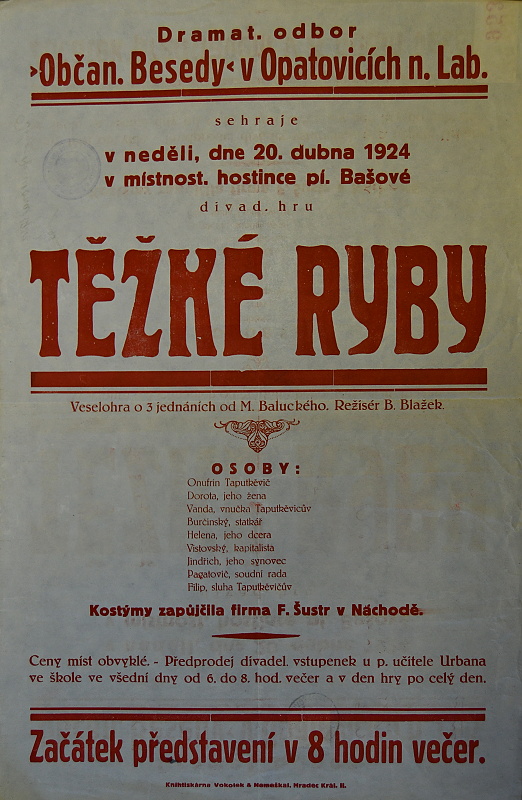 Dramat. odbor
›Občan. Besedy‹ v Opatovicích n. Lab.
sehraje
v neděli, dne 20. dubna 1924
v místnost. hostince pí. Bašové
divad. hru
TĚŽKÉ RYBY
Veselohra o 3 jednáních od M. Baluckého. Režisér B. Blažek.
OSOBY:
Onufrin Taputkěvič
Dorota, jeho žena
Vanda, vnučka Taputkěvicův
Burčinský, statkář
Helena, jeho dcera
Vistovský, kapitalista
Jindřich, jeho synovec
Pagatovič, soudní rada
Filip, sluha Taputkěvičův
Kostýmy zapůjčila firma F. Šustr v Náchodě.
Ceny míst obvyklé. - Předprodej divadel. vstupenek u p. učitele Urbana
ve škole ve všední dny od 6. do 8. hod. večer a v den hry po celý den.
Začátek představení v 8 hodin večer.
Knihtiskárna Vokolek & Nemeškal, Hradec Král. II.